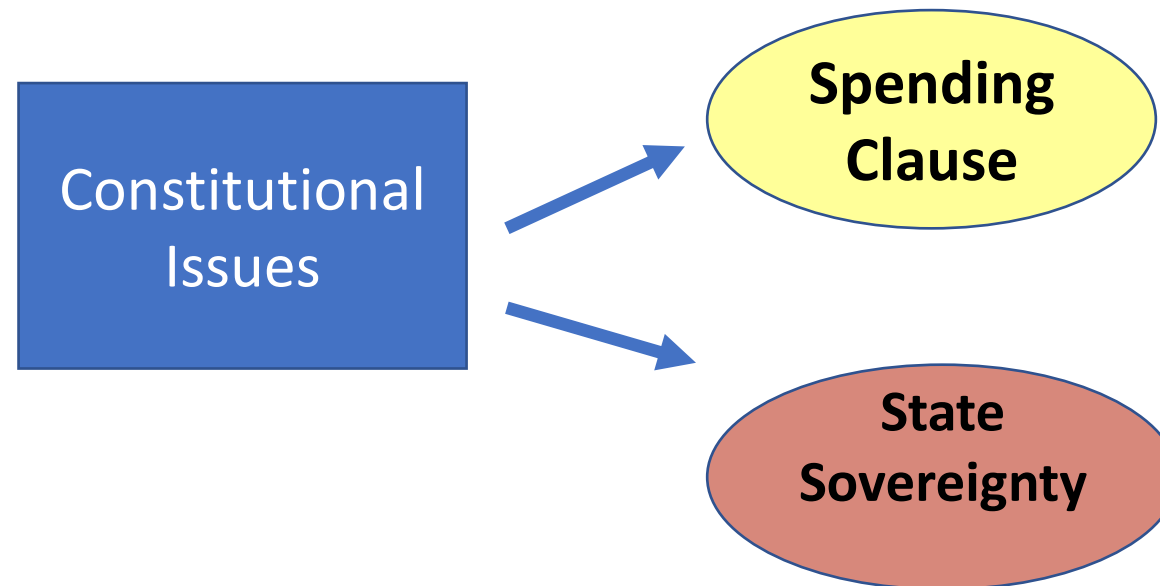 Constitutional
Issues
Spending
Clause
State
Sovereignty